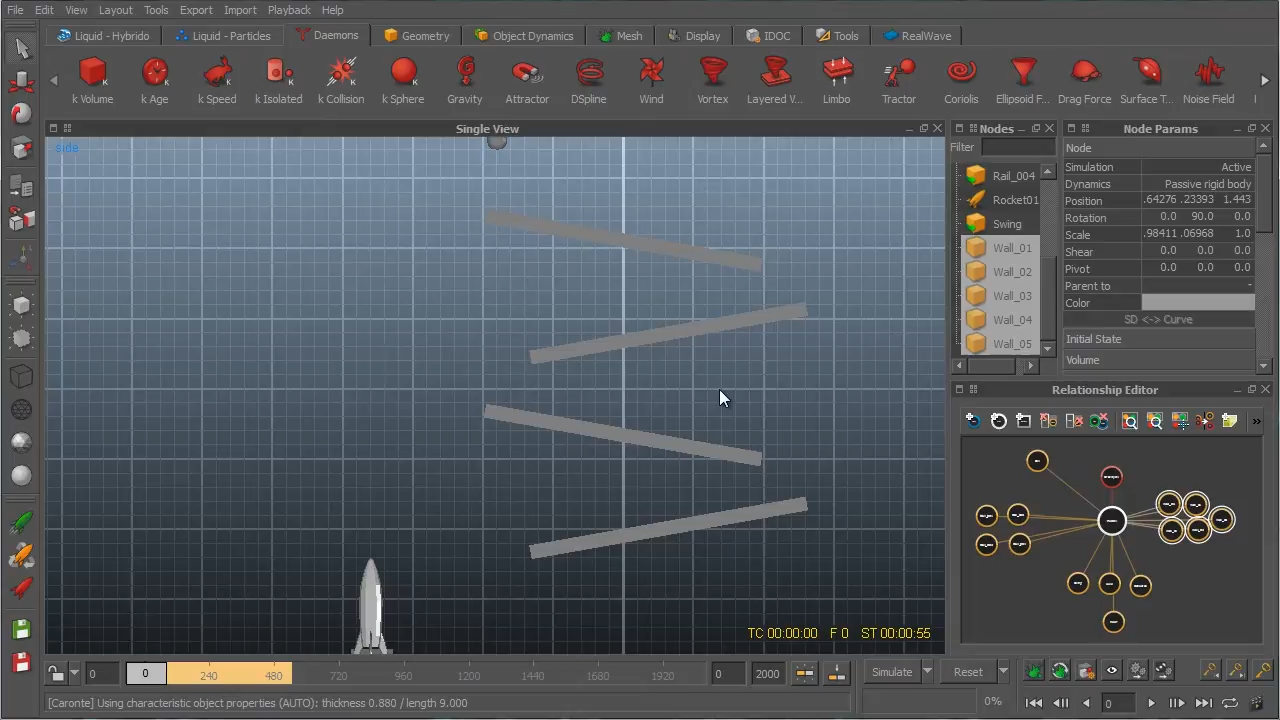 File Edit View Layout Tools Export Import Playback Help
Liquid - Hybrido Liquid - Particles Daemons Geometry Object Dynamics Mesh Display IDOC Tools RealWave
k Volume k Age k Speed k Isolated k Collision k Sphere Gravity Attractor DSpline Wind Vortex Layered V... Limbo Tractor Coriolis Ellipsoid F... Drag Force Surface T... Noise Field
Single View
side
TC 00:00:00 F 0 ST 00:00:55
Nodes
Filter
Rail_004
Rocket01
Swing
Wall_01
Wall_02
Wall_03
Wall_04
Wall_05
Node Params
Node
Simulation Active
Dynamics Passive rigid body
Position .64276 .23393 1.443
Rotation 0.0 90.0 0.0
Scale .98411 .06968 1.0
Shear 0.0 0.0 0.0
Pivot 0.0 0.0 0.0
Parent to -
Color
SD <-> Curve
Initial State
Volume
Relationship Editor
0 0 240 480 720 960 1200 1440 1680 1920 0 2000
Simulate Reset
[Caronte] Using characteristic object properties (AUTO): thickness 0.880 / length 9.000
0% 0